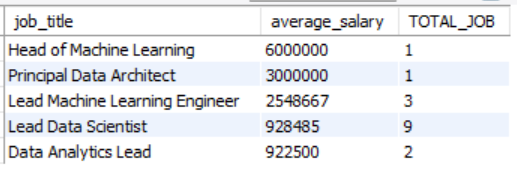 job_title average_salary TOTAL_JOB
Head of Machine Learning 6000000 1
Principal Data Architect 3000000 1
Lead Machine Learning Engineer 2548667 3
Lead Data Scientist 928485 9
Data Analytics Lead 922500 2